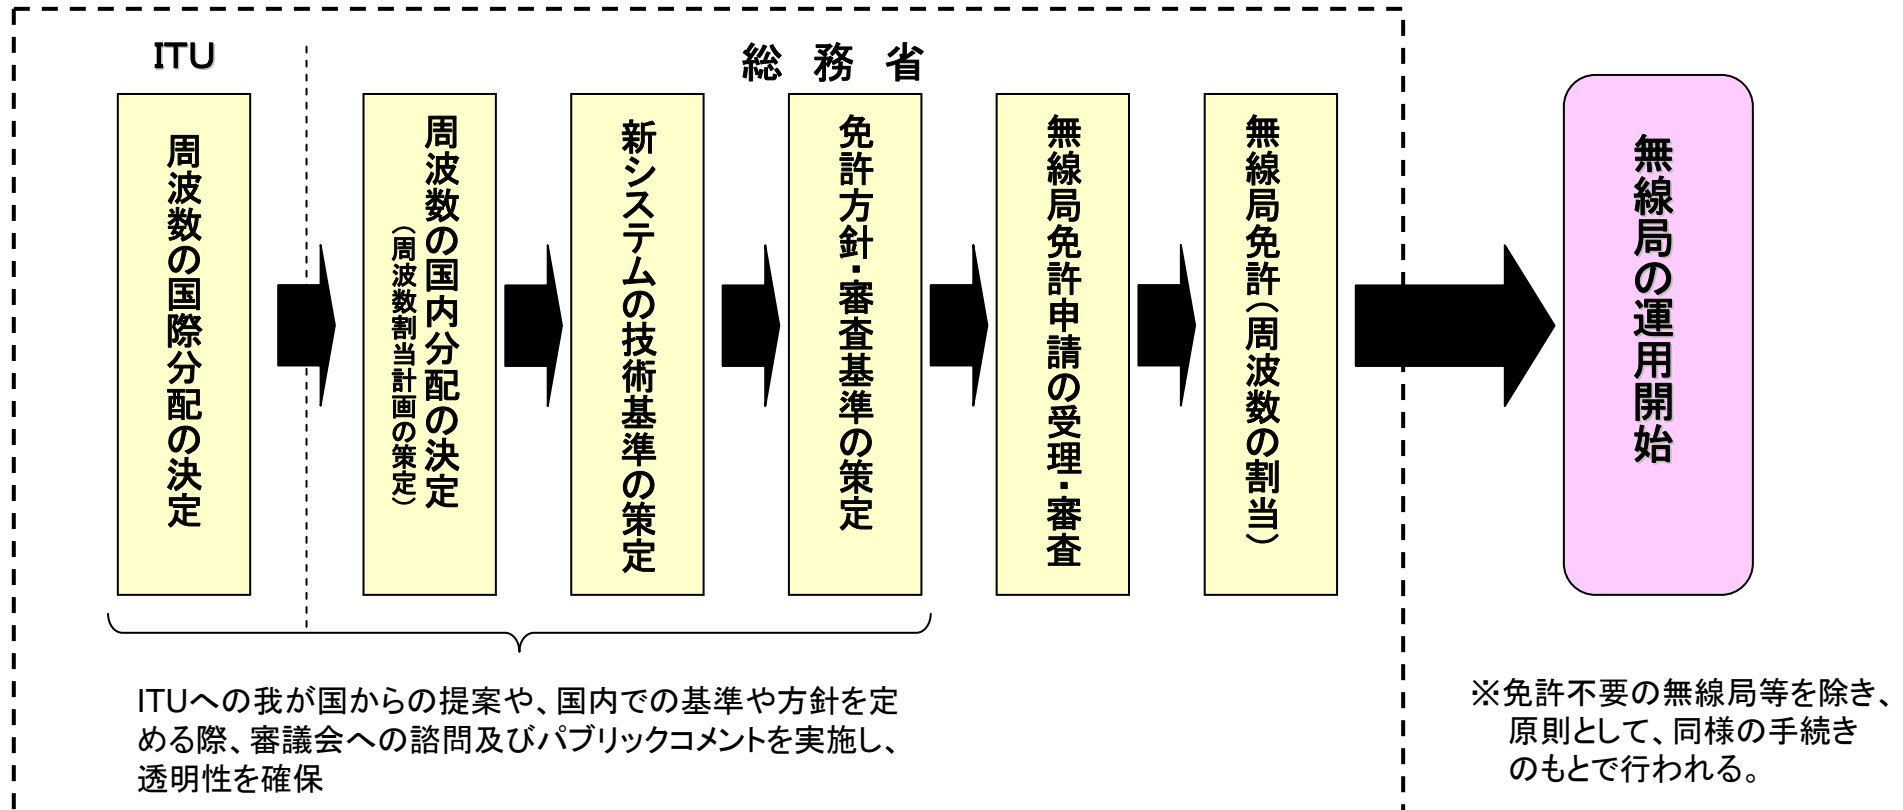 ITU
総 務 省
周波数の国際分配の決定
周波数の国内分配の決定
（周波数割当計画の策定）
新システムの技術基準の策定
免許方針・審査基準の策定
無線局免許申請の受理・審査
無線局免許（周波数の割当）
無線局の運用開始
ITUへの我が国からの提案や、国内での基準や方針を定
める際、審議会への諮問及びパブリックコメントを実施し、
透明性を確保
※免許不要の無線局等を除き、
原則として、同様の手続き
のもとで行われる。